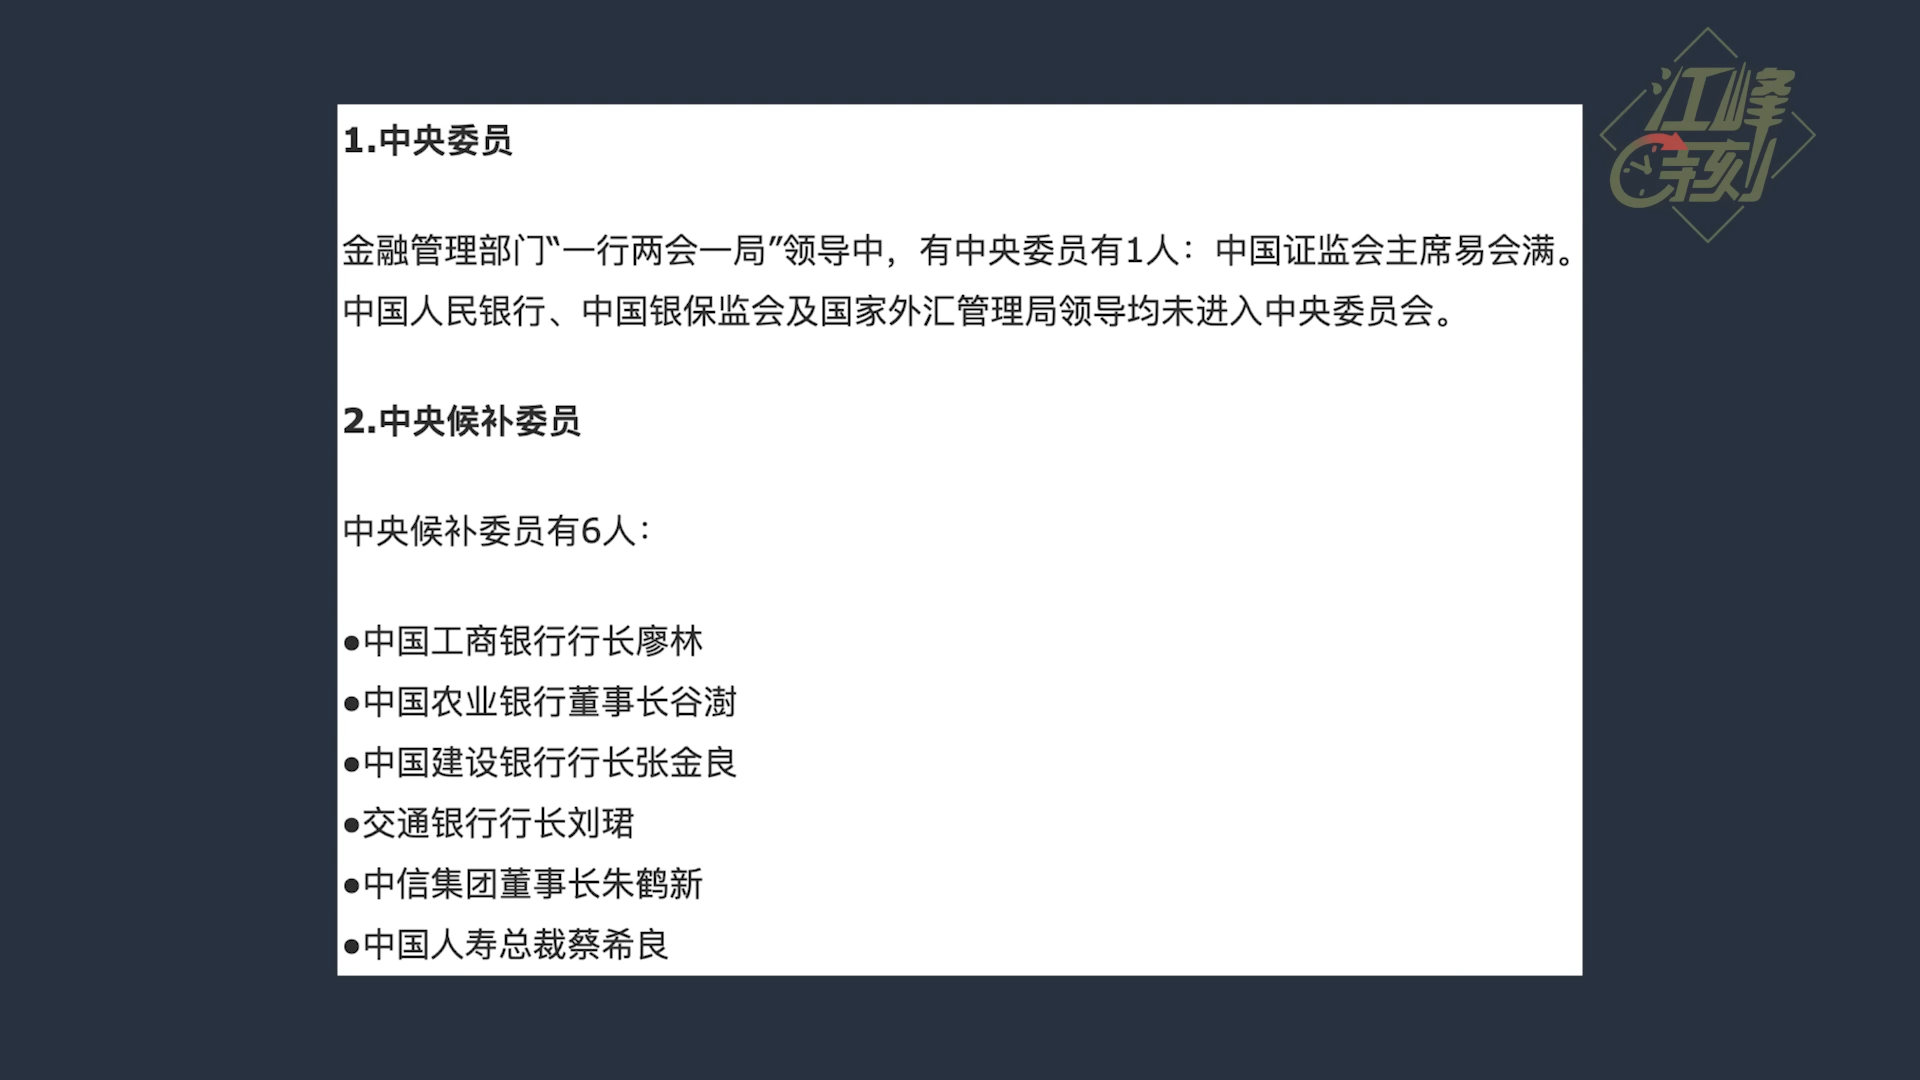 江峰
时刻
1.中央委员
金融管理部门“一行两会一局”领导中，有中央委员有1人：中国证监会主席易会满。
中国人民银行、中国银保监会及国家外汇管理局领导均未进入中央委员会。
2.中央候补委员
中央候补委员有6人：
●中国工商银行行长廖林
●中国农业银行董事长谷澍
●中国建设银行行长张金良
●交通银行行长刘珺
●中信集团董事长朱鹤新
●中国人寿总裁蔡希良